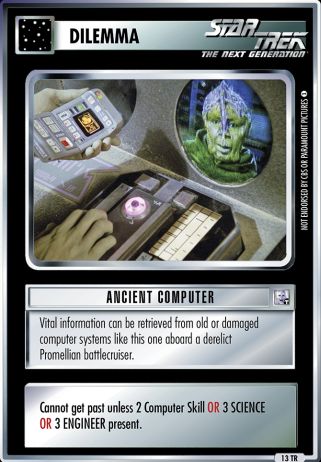 DILEMMA
STAR TREK
THE NEXT GENERATION
NOT ENDORSED BY CBS OR PARAMOUNT PICTURES
ANCIENT COMPUTER
Vital information can be retrieved from old or damaged
computer systems like this one aboard a derelict
Promellian battlecruiser.
Cannot get past unless 2 Computer Skill OR 3 SCIENCE
OR 3 ENGINEER present.
13 TR